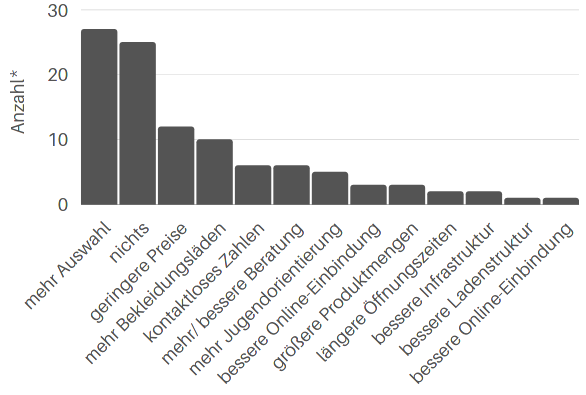 30
20
10
0
Anzahl*
mehr Auswahl
nichts
geringere Preise
mehr Bekleidungsläden
kontaktloses Zahlen
mehr/ bessere Beratung
mehr Jugendorientierung
bessere Online-Einbindung
größere Produktmengen
längere Öffnungszeiten
bessere Infrastruktur
bessere Ladenstruktur
bessere Online-Einbindung